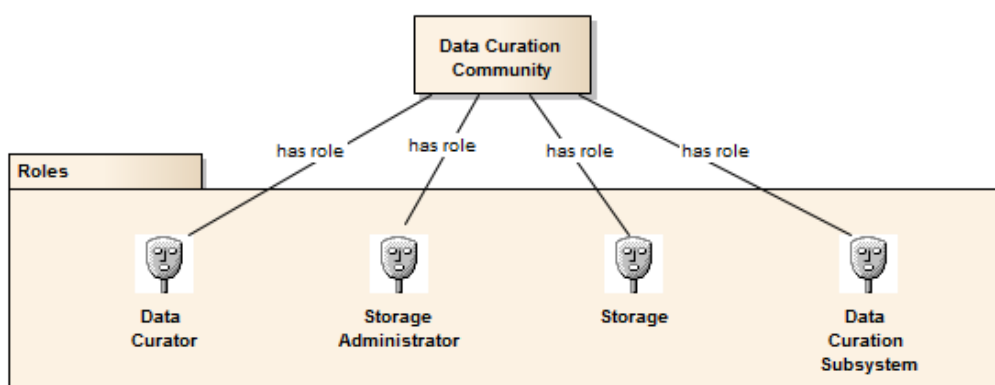 Data Curation
Community
has role
has role
has role
has role
Roles
Data
Curator
Storage
Administrator
Storage
Data
Curation
Subsystem